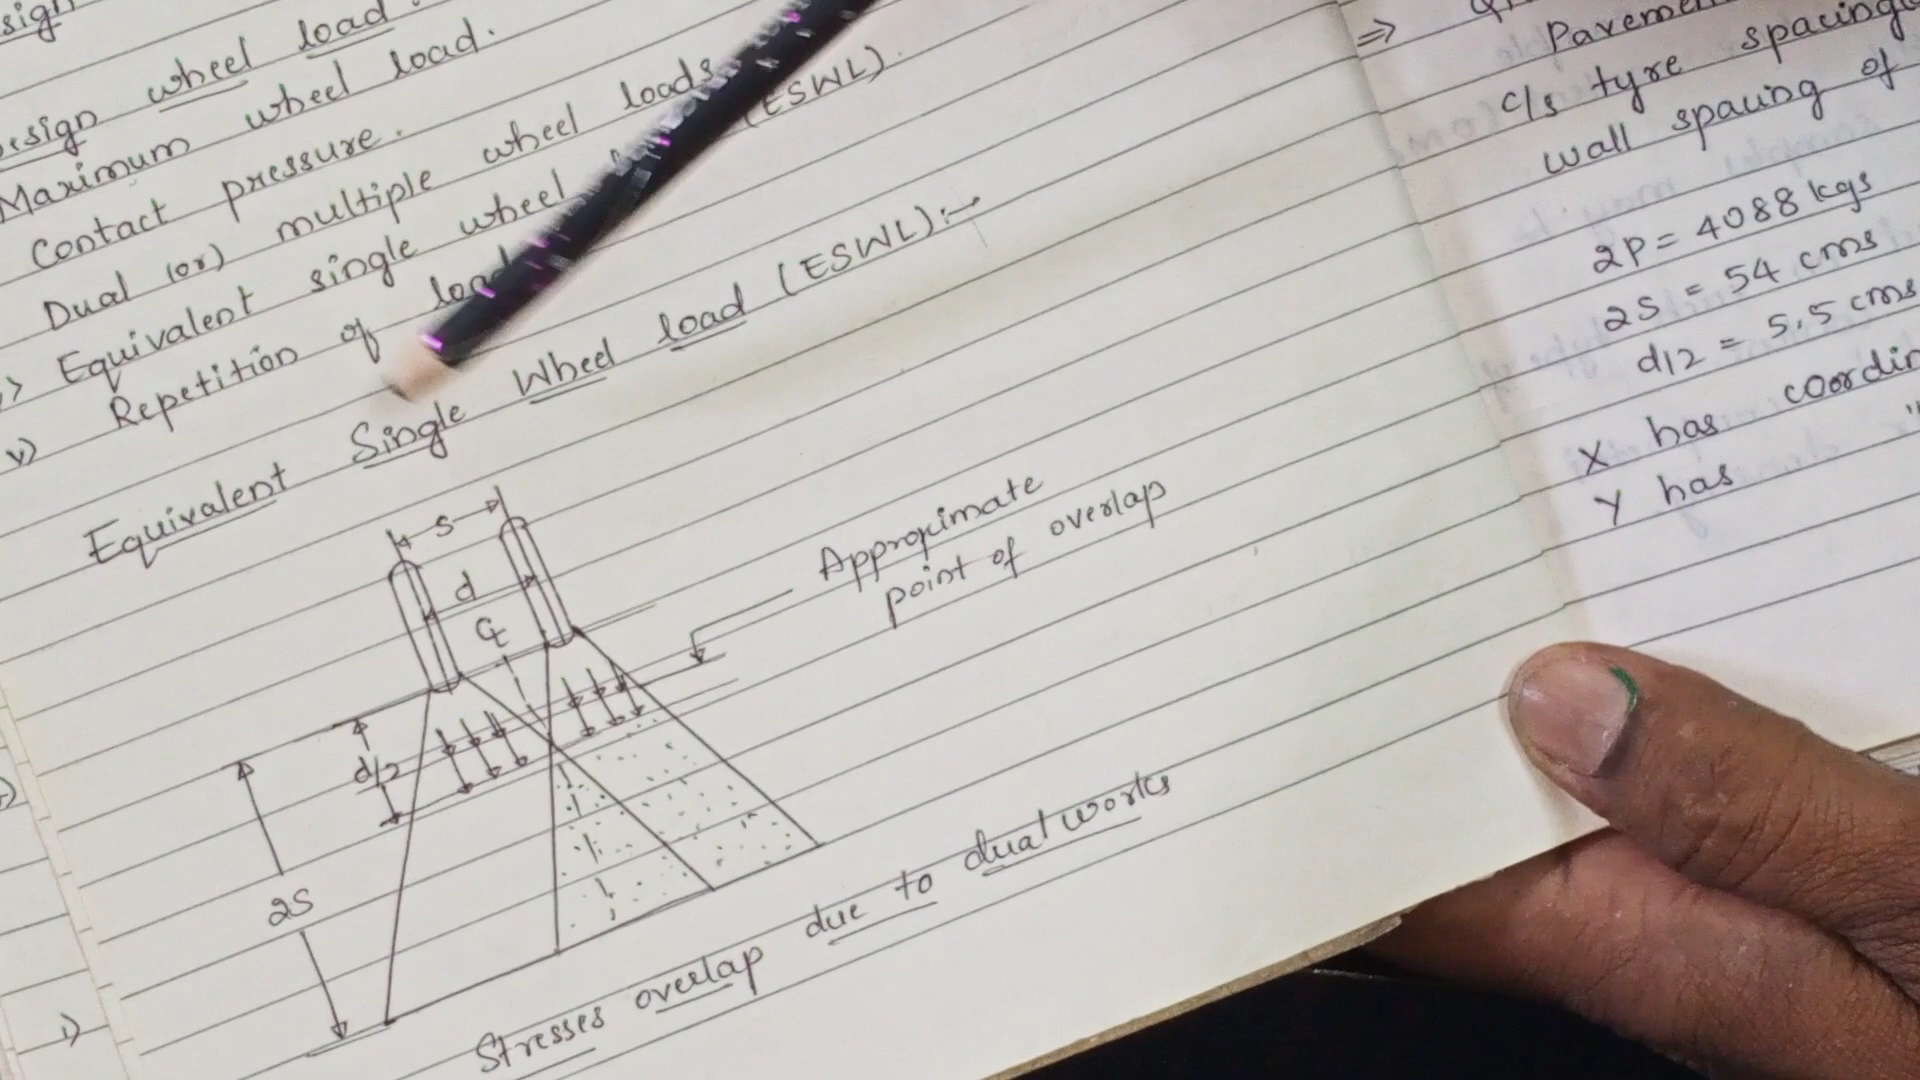 wheel load
Design wheel load.
Maximum
Contact pressure.
Dual (or) multiple wheel loads
Equivalent single wheel (ESWL).
v) Repetition of load
Equivalent Single Wheel load (ESWL):-
S
d
C
d/2
2S
Approximate
point of overlap
Stresses overlap due to dual works
i)
⇒
Pavemen
c/s tyre spacing
wall spacing of
2P = 4088 kgs
2S = 54 cms
d/2 = 5.5 cms
X has coordin
Y has "